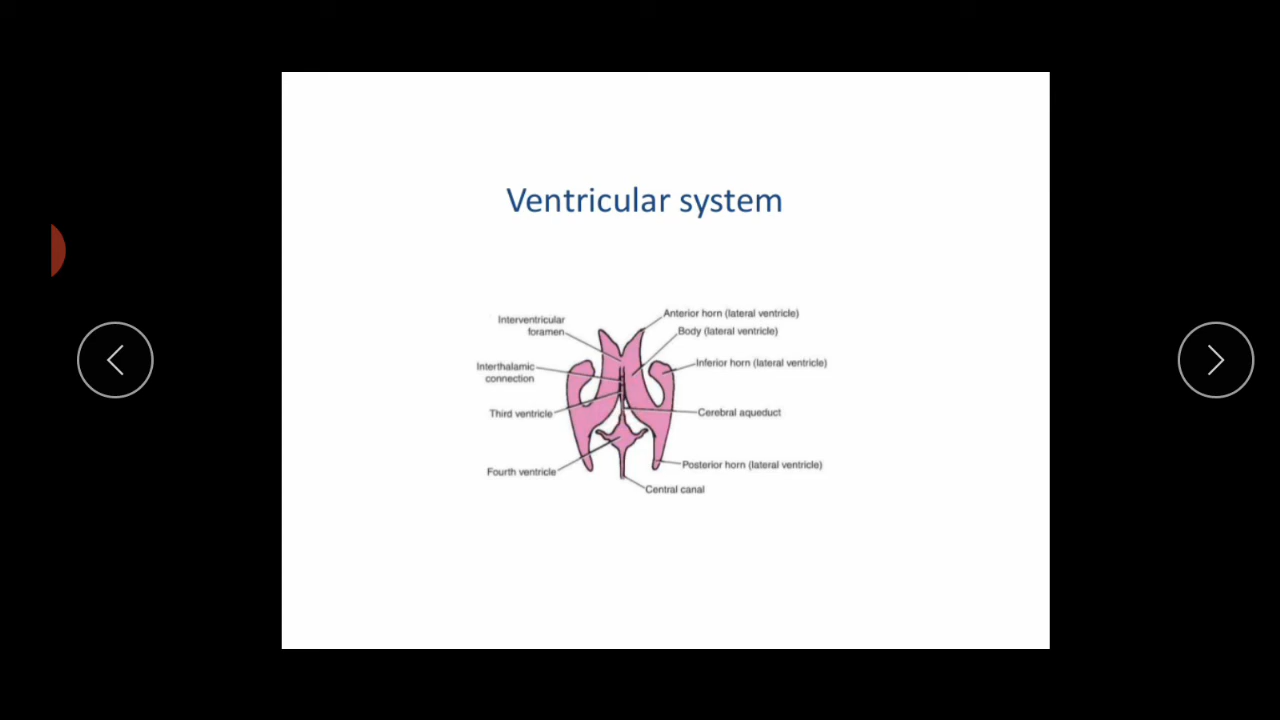 Ventricular system
Interventricular
foramen
Anterior horn (lateral ventricle)
Body (lateral ventricle)
Interthalamic
connection
Inferior horn (lateral ventricle)
Third ventricle
Cerebral aqueduct
Fourth ventricle
Posterior horn (lateral ventricle)
Central canal